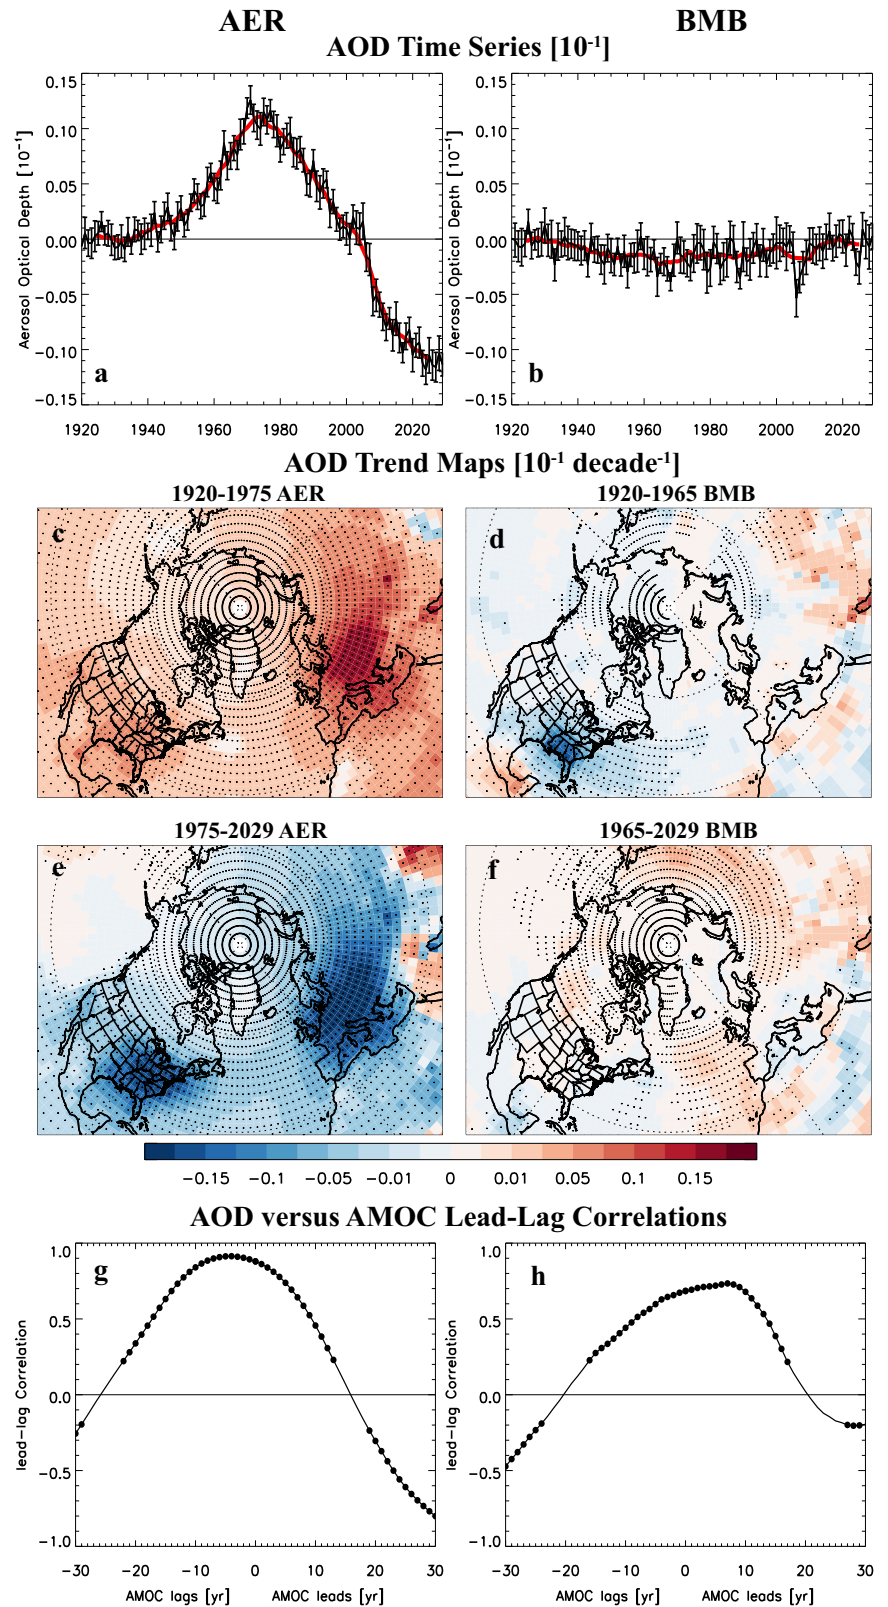 AER BMB
AOD Time Series [10⁻¹]
0.15 0.15
0.10 0.10
0.05 0.05
0.00 0.00
−0.05 −0.05
−0.10 −0.10
−0.15 −0.15
Aerosol Optical Depth [10⁻¹] Aerosol Optical Depth [10⁻¹]
a b
1920 1940 1960 1980 2000 2020 1920 1940 1960 1980 2000 2020
AOD Trend Maps [10⁻¹ decade⁻¹]
1920-1975 AER 1920-1965 BMB
c d
1975-2029 AER 1965-2029 BMB
e f
−0.15 −0.1 −0.05 −0.01 0 0.01 0.05 0.1 0.15
AOD versus AMOC Lead-Lag Correlations
1.0 1.0
g h
0.5 0.5
0.0 0.0
−0.5 −0.5
−1.0 −1.0
lead−lag Correlation lead−lag Correlation
−30 −20 −10 0 10 20 30 −30 −20 −10 0 10 20 30
AMOC lags [yr] AMOC leads [yr] AMOC lags [yr] AMOC leads [yr]